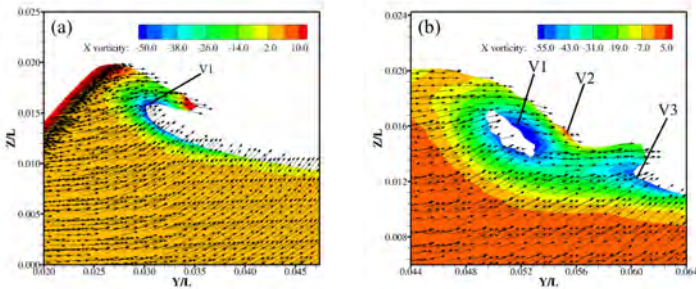 (a)
X vorticity: -50.0 -38.0 -26.0 -14.0 -2.0 10.0
V1
Z/L
0.020
0.015
0.010
0.005
0.000
0.020 0.025 0.030 0.035 0.040 0.045
Y/L
(b)
X vorticity: -55.0 -43.0 -31.0 -19.0 -7.0 5.0
V1
V2
V3
Z/L
0.024
0.020
0.016
0.012
0.008
0.044 0.048 0.052 0.056 0.060 0.064
Y/L